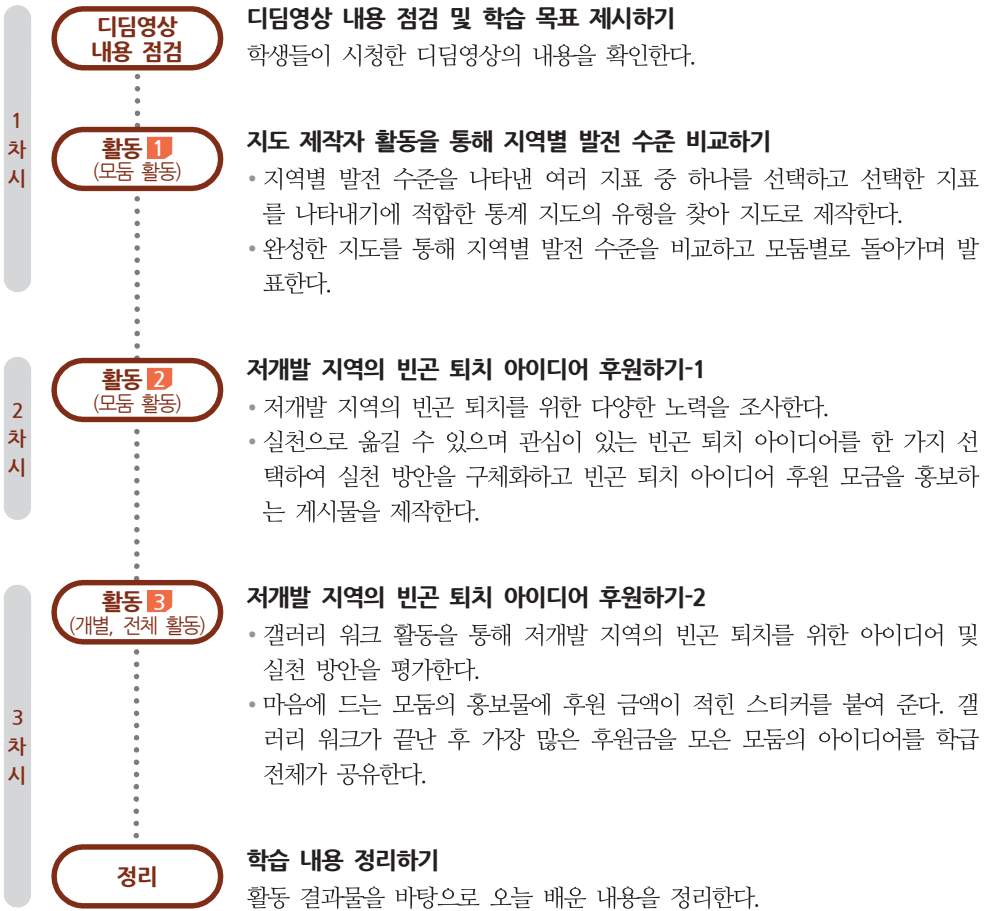 디딤영상
내용 점검
디딤영상 내용 점검 및 학습 목표 제시하기
학생들이 시청한 디딤영상의 내용을 확인한다.
1
차
시
활동 1
(모둠 활동)
지도 제작자 활동을 통해 지역별 발전 수준 비교하기
• 지역별 발전 수준을 나타낸 여러 지표 중 하나를 선택하고 선택한 지표
를 나타내기에 적합한 통계 지도의 유형을 찾아 지도로 제작한다.
• 완성한 지도를 통해 지역별 발전 수준을 비교하고 모둠별로 돌아가며 발
표한다.
2
차
시
활동 2
(모둠 활동)
저개발 지역의 빈곤 퇴치 아이디어 후원하기-1
• 저개발 지역의 빈곤 퇴치를 위한 다양한 노력을 조사한다.
• 실천으로 옮길 수 있으며 관심이 있는 빈곤 퇴치 아이디어를 한 가지 선
택하여 실천 방안을 구체화하고 빈곤 퇴치 아이디어 후원 모금을 홍보하
는 게시물을 제작한다.
3
차
시
활동 3
(개별, 전체 활동)
저개발 지역의 빈곤 퇴치 아이디어 후원하기-2
• 갤러리 워크 활동을 통해 저개발 지역의 빈곤 퇴치를 위한 아이디어 및
실천 방안을 평가한다.
• 마음에 드는 모둠의 홍보물에 후원 금액이 적힌 스티커를 붙여 준다. 갤
러리 워크가 끝난 후 가장 많은 후원금을 모은 모둠의 아이디어를 학급
전체가 공유한다.
정리
학습 내용 정리하기
활동 결과물을 바탕으로 오늘 배운 내용을 정리한다.